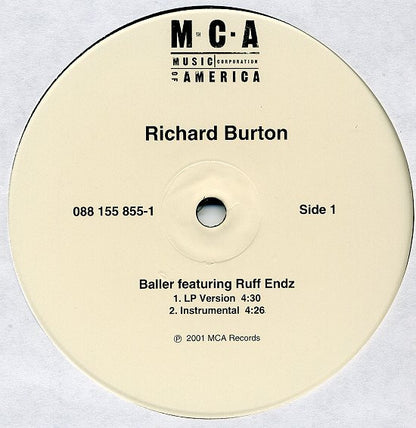 M·C·A
MUSIC CORPORATION
OF AMERICA
Richard Burton
088 155 855-1
Side 1
Baller featuring Ruff Endz
1. LP Version 4:30
2. Instrumental 4:26
℗ 2001 MCA Records